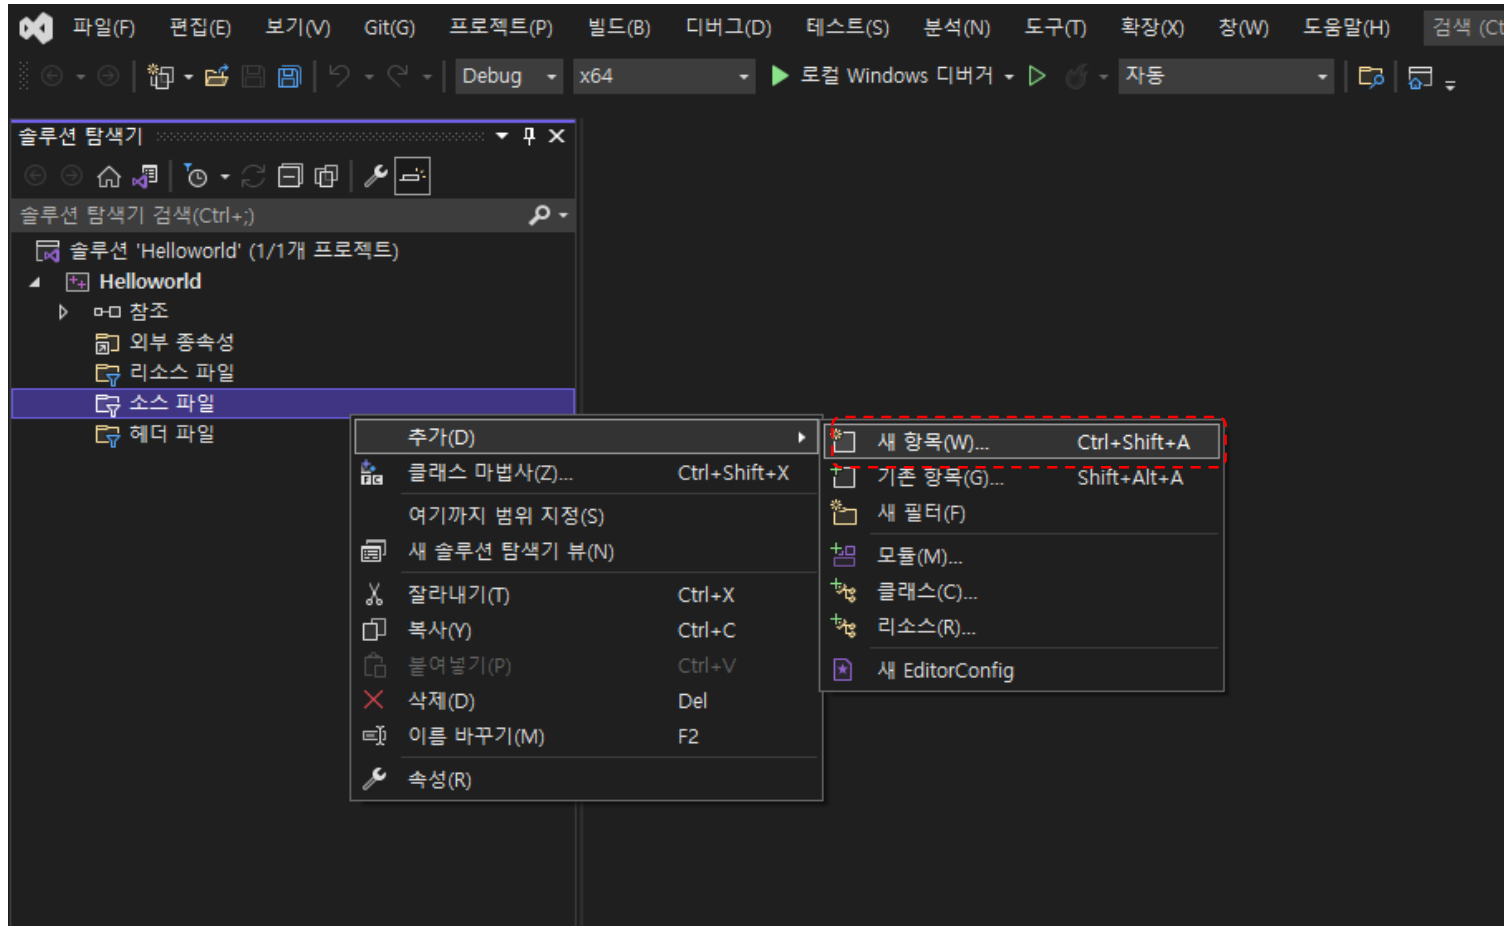 파일(F) 편집(E) 보기(V) Git(G) 프로젝트(P) 빌드(B) 디버그(D) 테스트(S) 분석(N) 도구(T) 확장(X) 창(W) 도움말(H) 검색 (Ct
Debug x64 로컬 Windows 디버거 자동
솔루션 탐색기
솔루션 탐색기 검색(Ctrl+;)
솔루션 'Helloworld' (1/1개 프로젝트)
Helloworld
참조
외부 종속성
리소스 파일
소스 파일
헤더 파일
추가(D)
클래스 마법사(Z)... Ctrl+Shift+X
여기까지 범위 지정(S)
새 솔루션 탐색기 뷰(N)
잘라내기(T) Ctrl+X
복사(Y) Ctrl+C
붙여넣기(P) Ctrl+V
삭제(D) Del
이름 바꾸기(M) F2
속성(R)
새 항목(W)... Ctrl+Shift+A
기존 항목(G)... Shift+Alt+A
새 필터(F)
모듈(M)...
클래스(C)...
리소스(R)...
새 EditorConfig